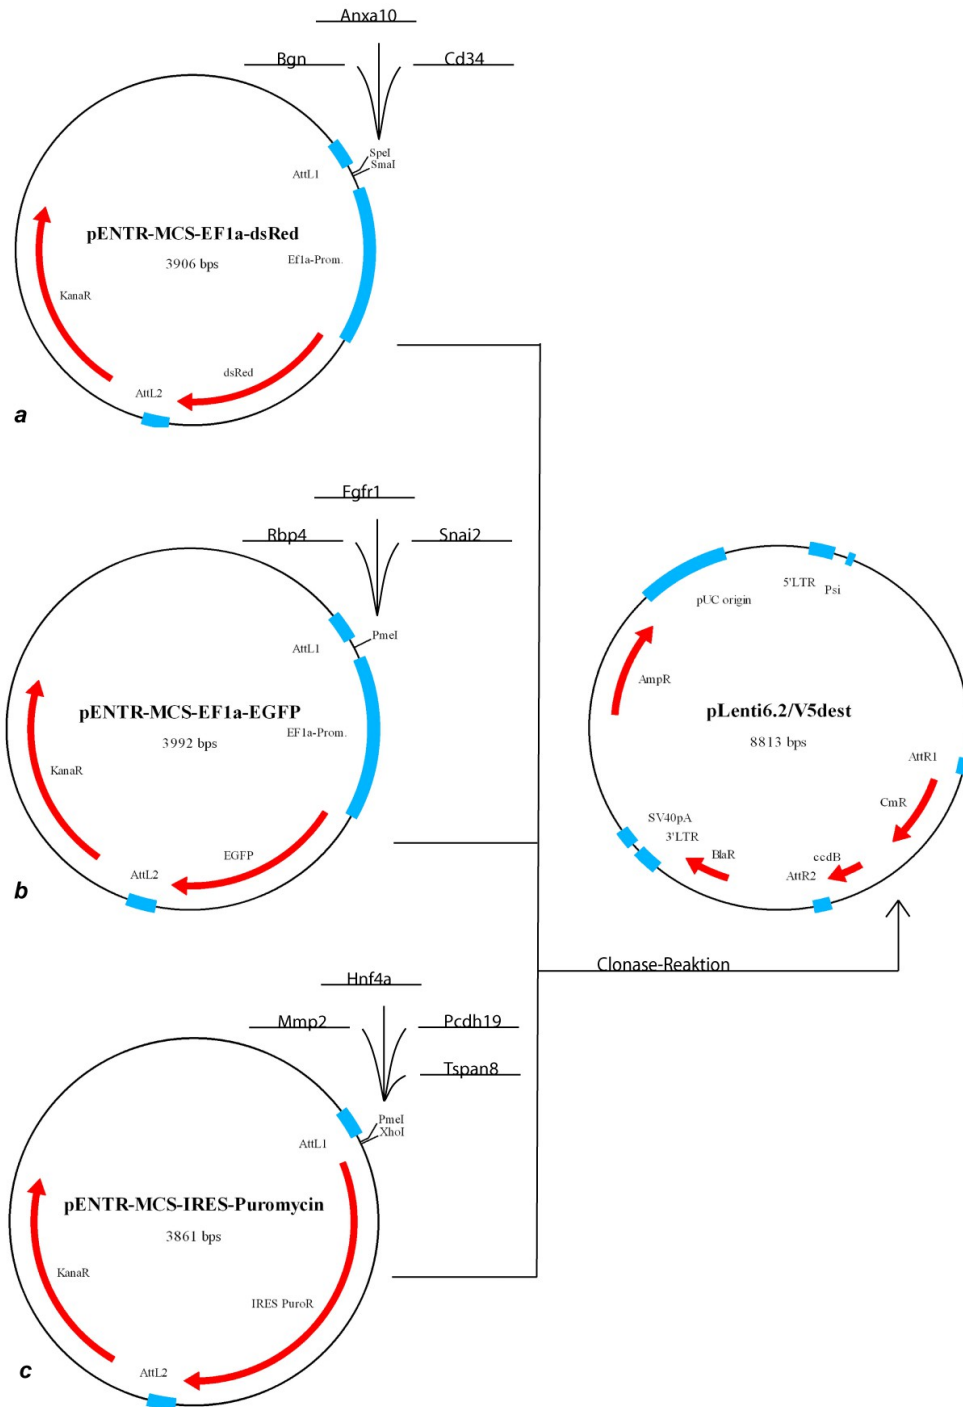 Anxa10
Bgn
Cd34
SpeI
SmaI
AttL1
pENTR-MCS-EF1a-dsRed
3906 bps
Ef1a-Prom.
KanaR
dsRed
AttL2
a
Fgfr1
Rbp4
Snai2
PmeI
AttL1
pENTR-MCS-EF1a-EGFP
3992 bps
EF1a-Prom.
KanaR
EGFP
AttL2
b
5'LTR
Psi
pUC origin
AmpR
pLenti6.2/V5dest
8813 bps
AttR1
CmR
SV40pA
3'LTR
BlaR
ccdB
AttR2
Clonase-Reaktion
Hnf4a
Mmp2
Pcdh19
Tspan8
PmeI
XhoI
AttL1
pENTR-MCS-IRES-Puromycin
3861 bps
KanaR
IRES PuroR
AttL2
c